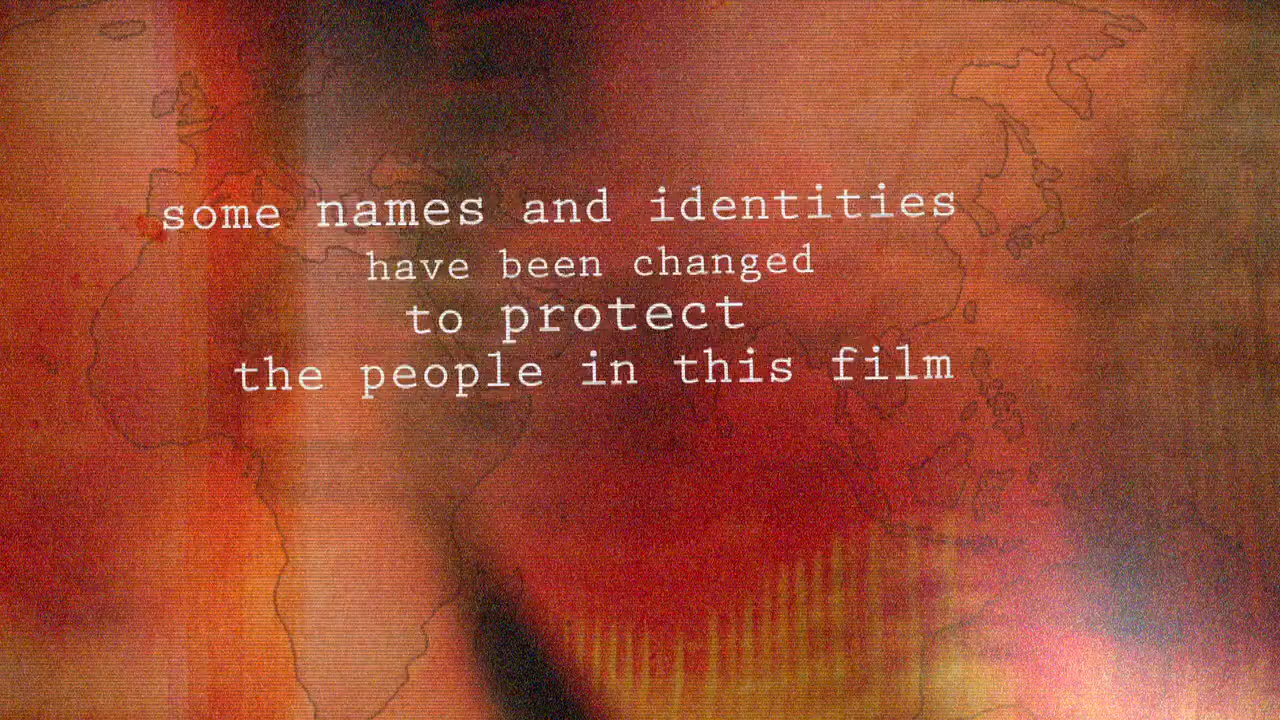 some names and identities
have been changed
to protect
the people in this film